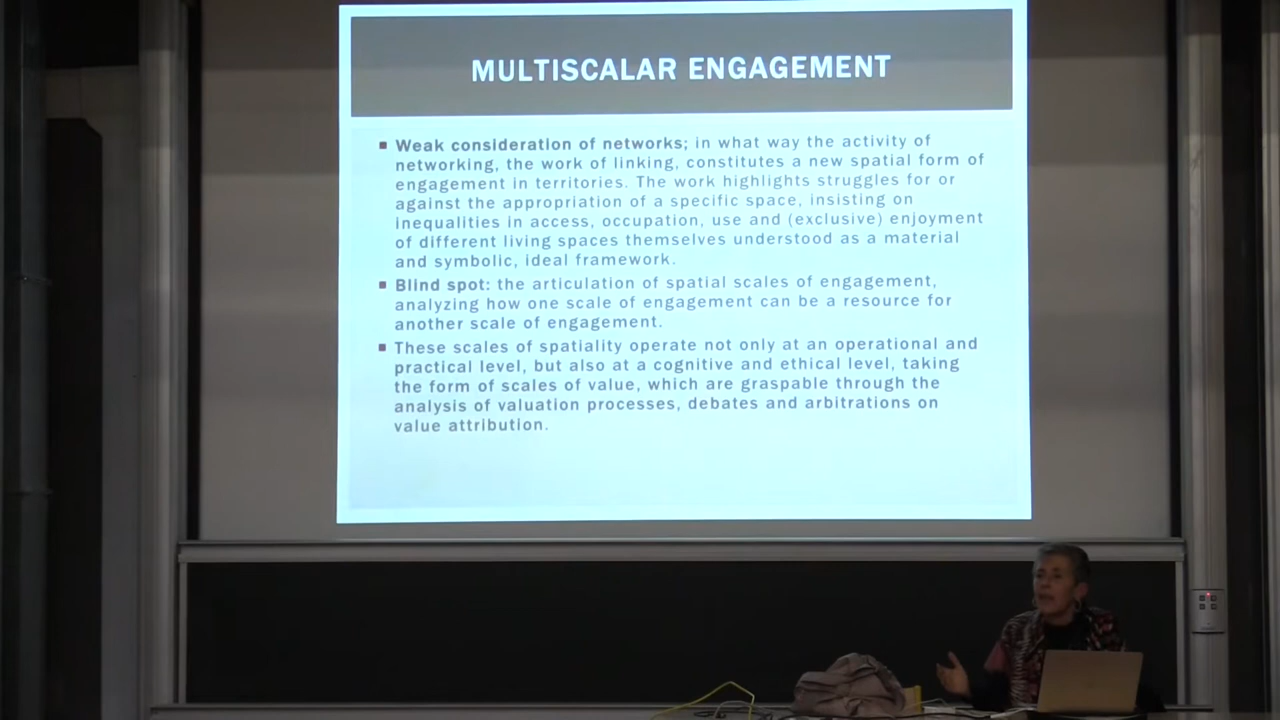 MULTISCALAR ENGAGEMENT
Weak consideration of networks; in what way the activity of
networking, the work of linking, constitutes a new spatial form of
engagement in territories. The work highlights struggles for or
against the appropriation of a specific space, insisting on
inequalities in access, occupation, use and (exclusive) enjoyment
of different living spaces themselves understood as a material
and symbolic, ideal framework.
Blind spot: the articulation of spatial scales of engagement,
analyzing how one scale of engagement can be a resource for
another scale of engagement.
These scales of spatiality operate not only at an operational and
practical level, but also at a cognitive and ethical level, taking
the form of scales of value, which are graspable through the
analysis of valuation processes, debates and arbitrations on
value attribution.